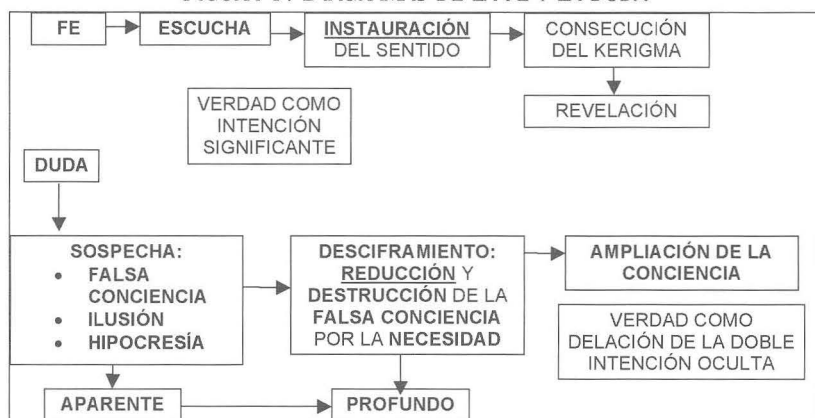 FE
ESCUCHA
INSTAURACIÓN
DEL SENTIDO
CONSECUCIÓN
DEL KERIGMA
VERDAD COMO
INTENCIÓN
SIGNIFICANTE
REVELACIÓN
DUDA
SOSPECHA:
• FALSA
CONCIENCIA
• ILUSIÓN
• HIPOCRESÍA
DESCIFRAMIENTO:
REDUCCIÓN Y
DESTRUCCIÓN DE LA
FALSA CONCIENCIA
POR LA NECESIDAD
AMPLIACIÓN DE LA
CONCIENCIA
VERDAD COMO
DELACIÓN DE LA DOBLE
INTENCIÓN OCULTA
APARENTE
PROFUNDO